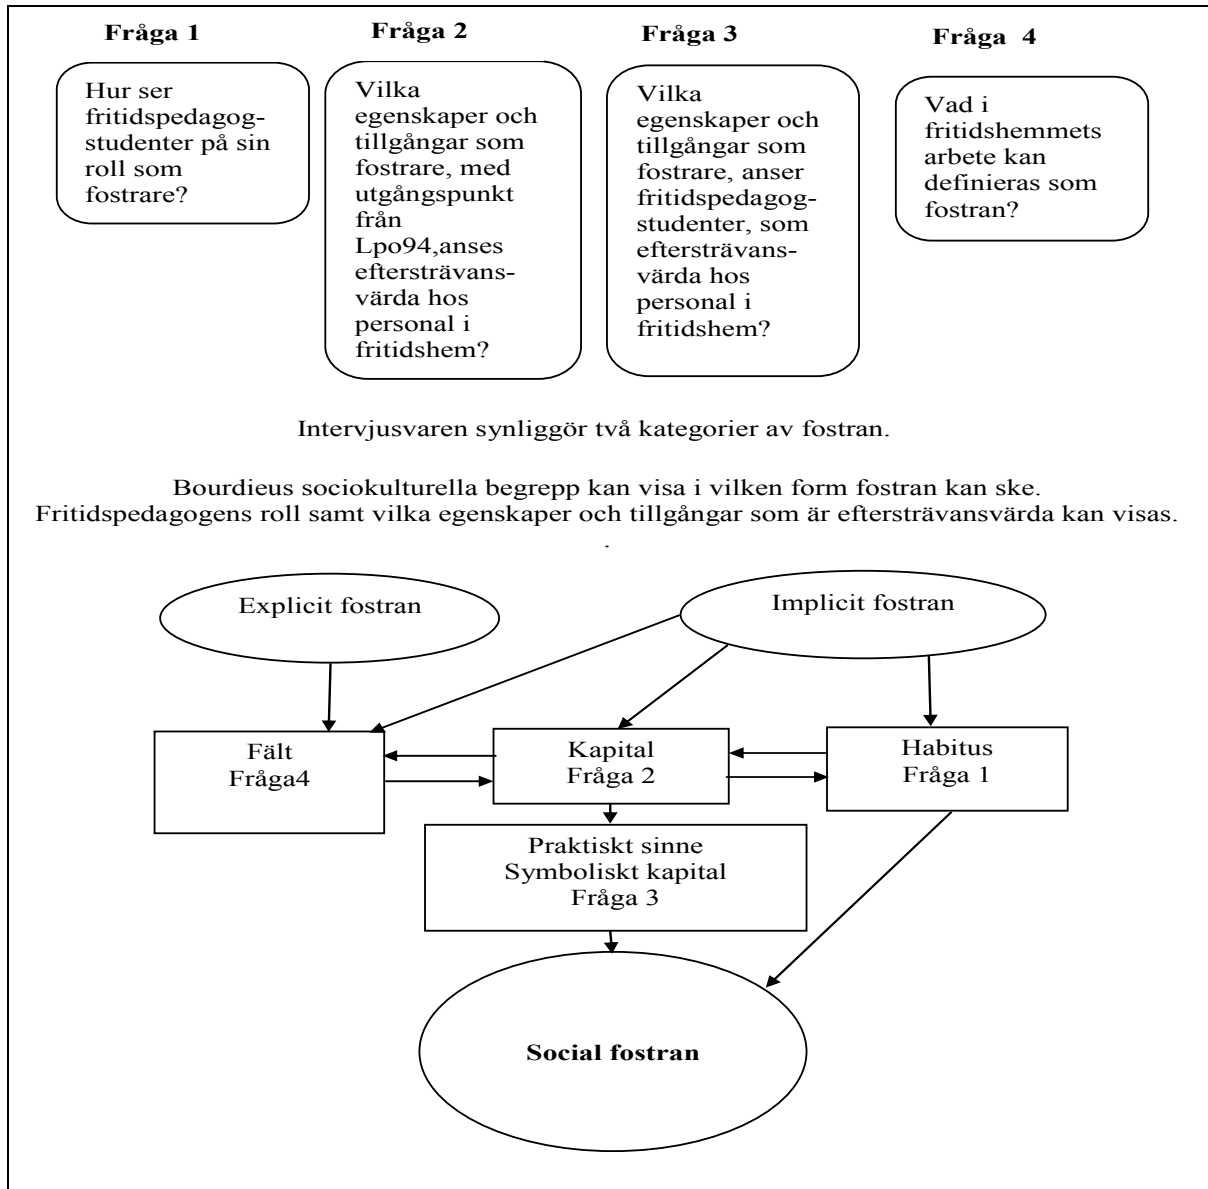 Fråga 1
Hur ser
fritidspedagog-
studenter på sin
roll som
fostrare?
Fråga 2
Vilka
egenskaper och
tillgångar som
fostrare, med
utgångspunkt
från
Lpo94,anses
eftersträvans-
värda hos
personal i
fritidshem?
Fråga 3
Vilka
egenskaper och
tillgångar som
fostrare, anser
fritidspedagog-
studenter, som
eftersträvans-
värda hos
personal i
fritidshem?
Fråga 4
Vad i
fritidshemmets
arbete kan
definieras som
fostran?
Intervjusvaren synliggör två kategorier av fostran.
Bourdieus sociokulturella begrepp kan visa i vilken form fostran kan ske.
Fritidspedagogens roll samt vilka egenskaper och tillgångar som är eftersträvansvärda kan visas.
.
Explicit fostran
Implicit fostran
Fält
Fråga4
Kapital
Fråga 2
Habitus
Fråga 1
Praktiskt sinne
Symboliskt kapital
Fråga 3
Social fostran